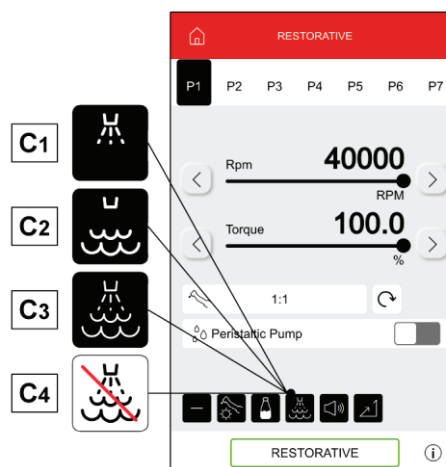 RESTORATIVE
P1 P2 P3 P4 P5 P6 P7
C1
Rpm 40000
RPM
C2
Torque 100.0
%
C3
1:1
Peristaltic Pump
C4
1
RESTORATIVE i